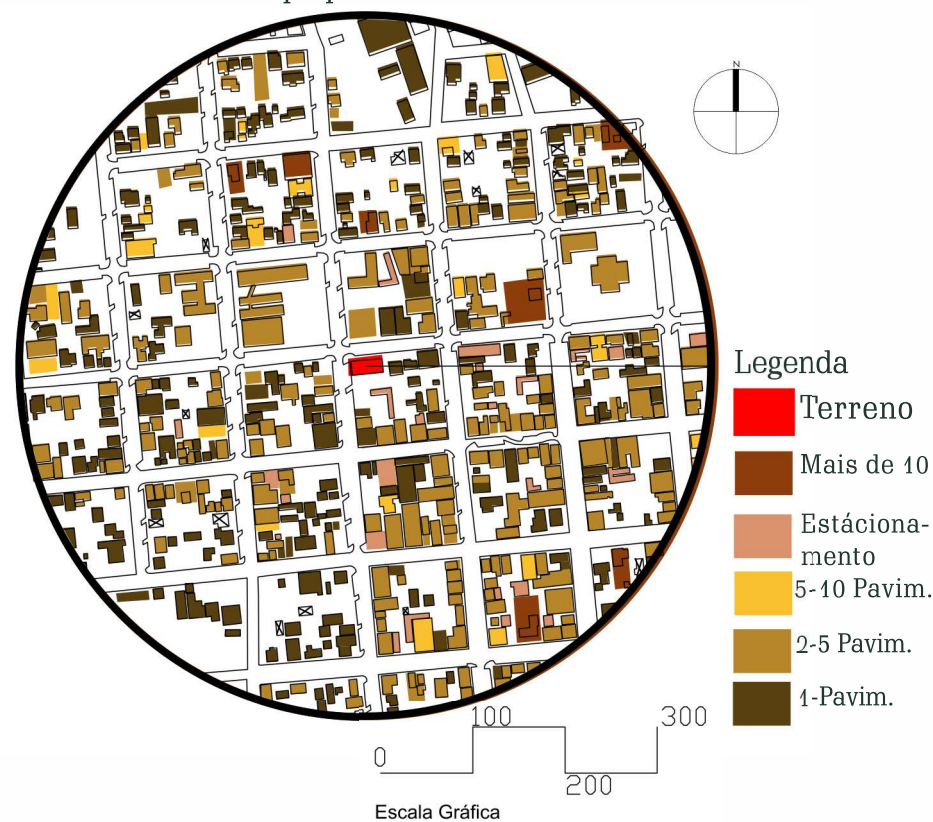 N
Legenda
Terreno
Mais de 10
Estáciona-
mento
5-10 Pavim.
2-5 Pavim.
1-Pavim.
100
300
0
200
Escala Gráfica